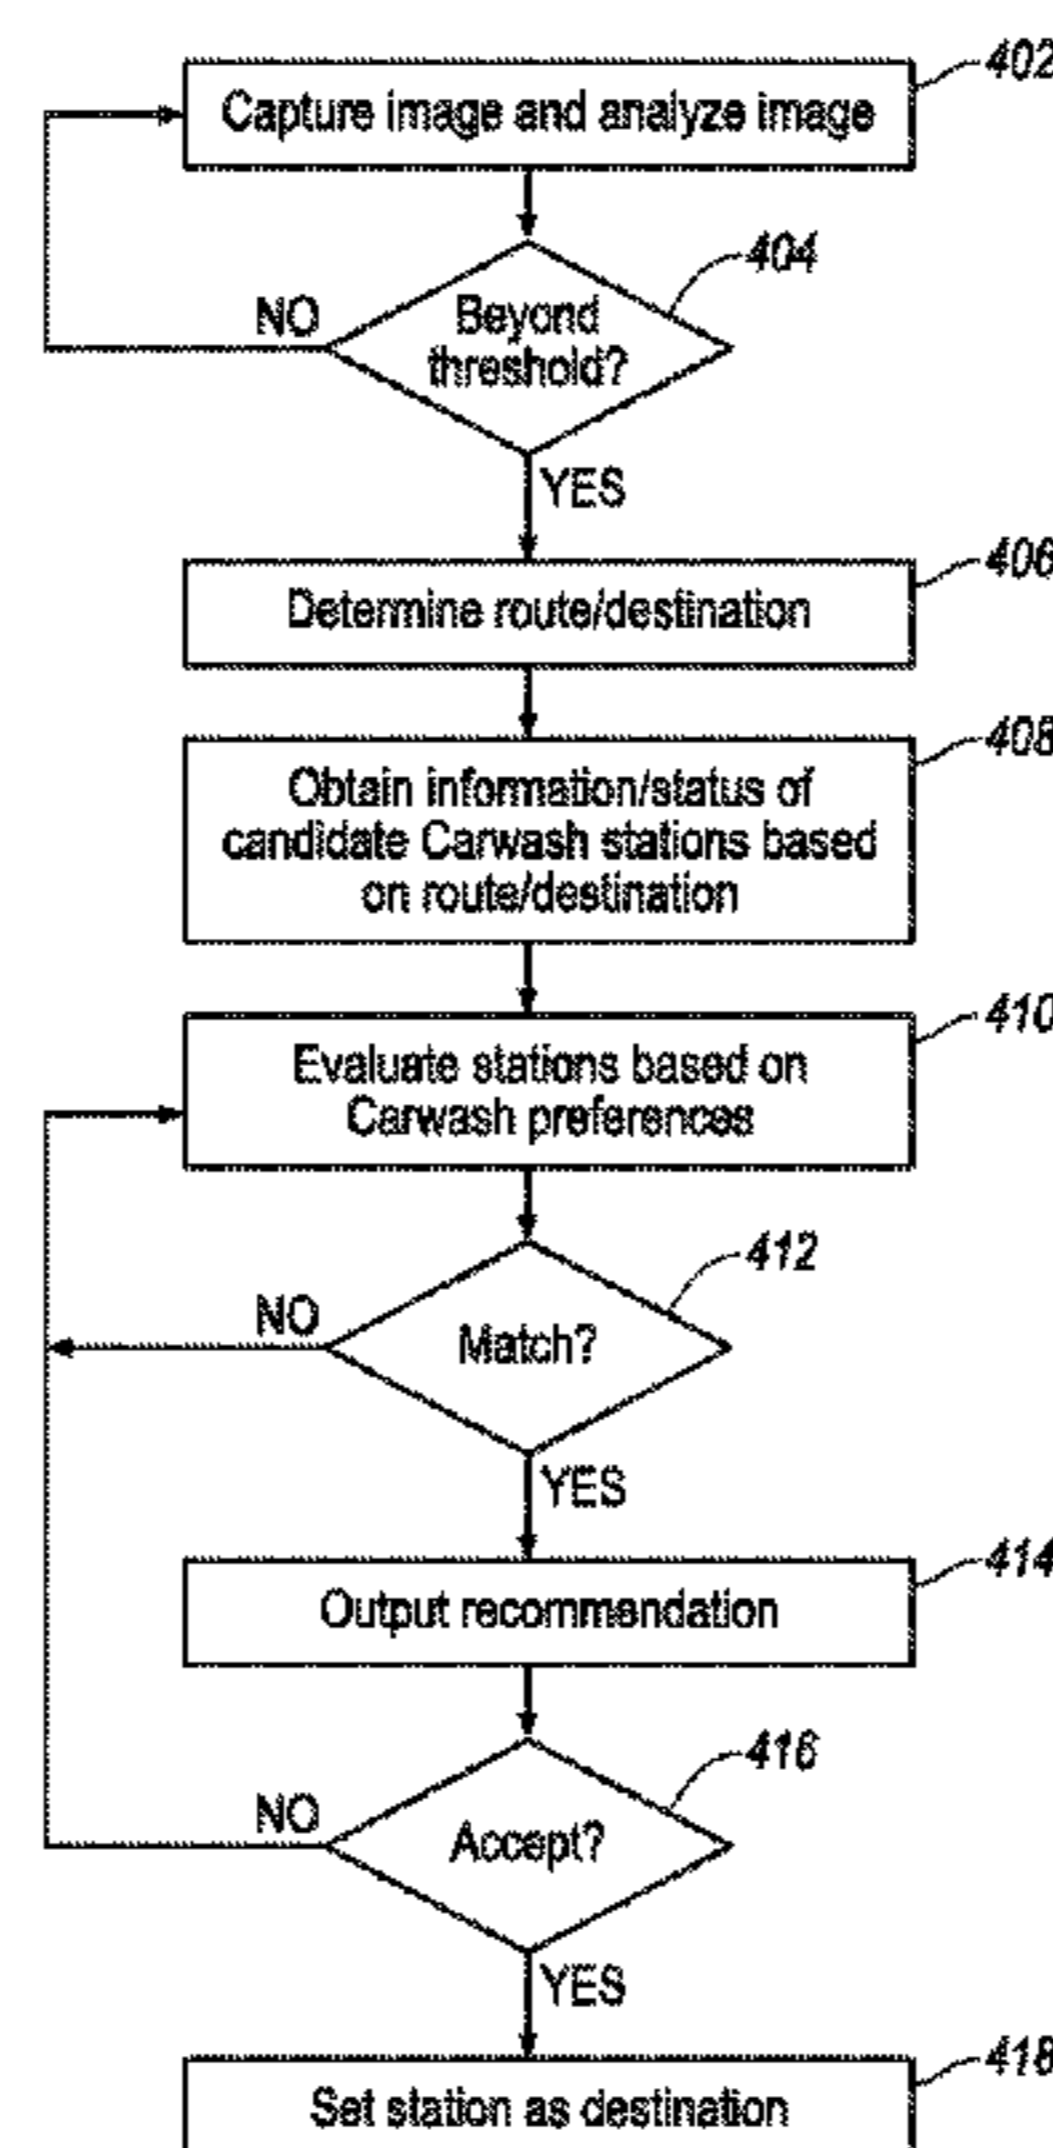 402
Capture image and analyze image
404
NO
Beyond
threshold?
YES
406
Determine route/destination
408
Obtain information/status of
candidate Carwash stations based
on route/destination
410
Evaluate stations based on
Carwash preferences
412
NO
Match?
YES
414
Output recommendation
416
NO
Accept?
YES
418
Set station as destination